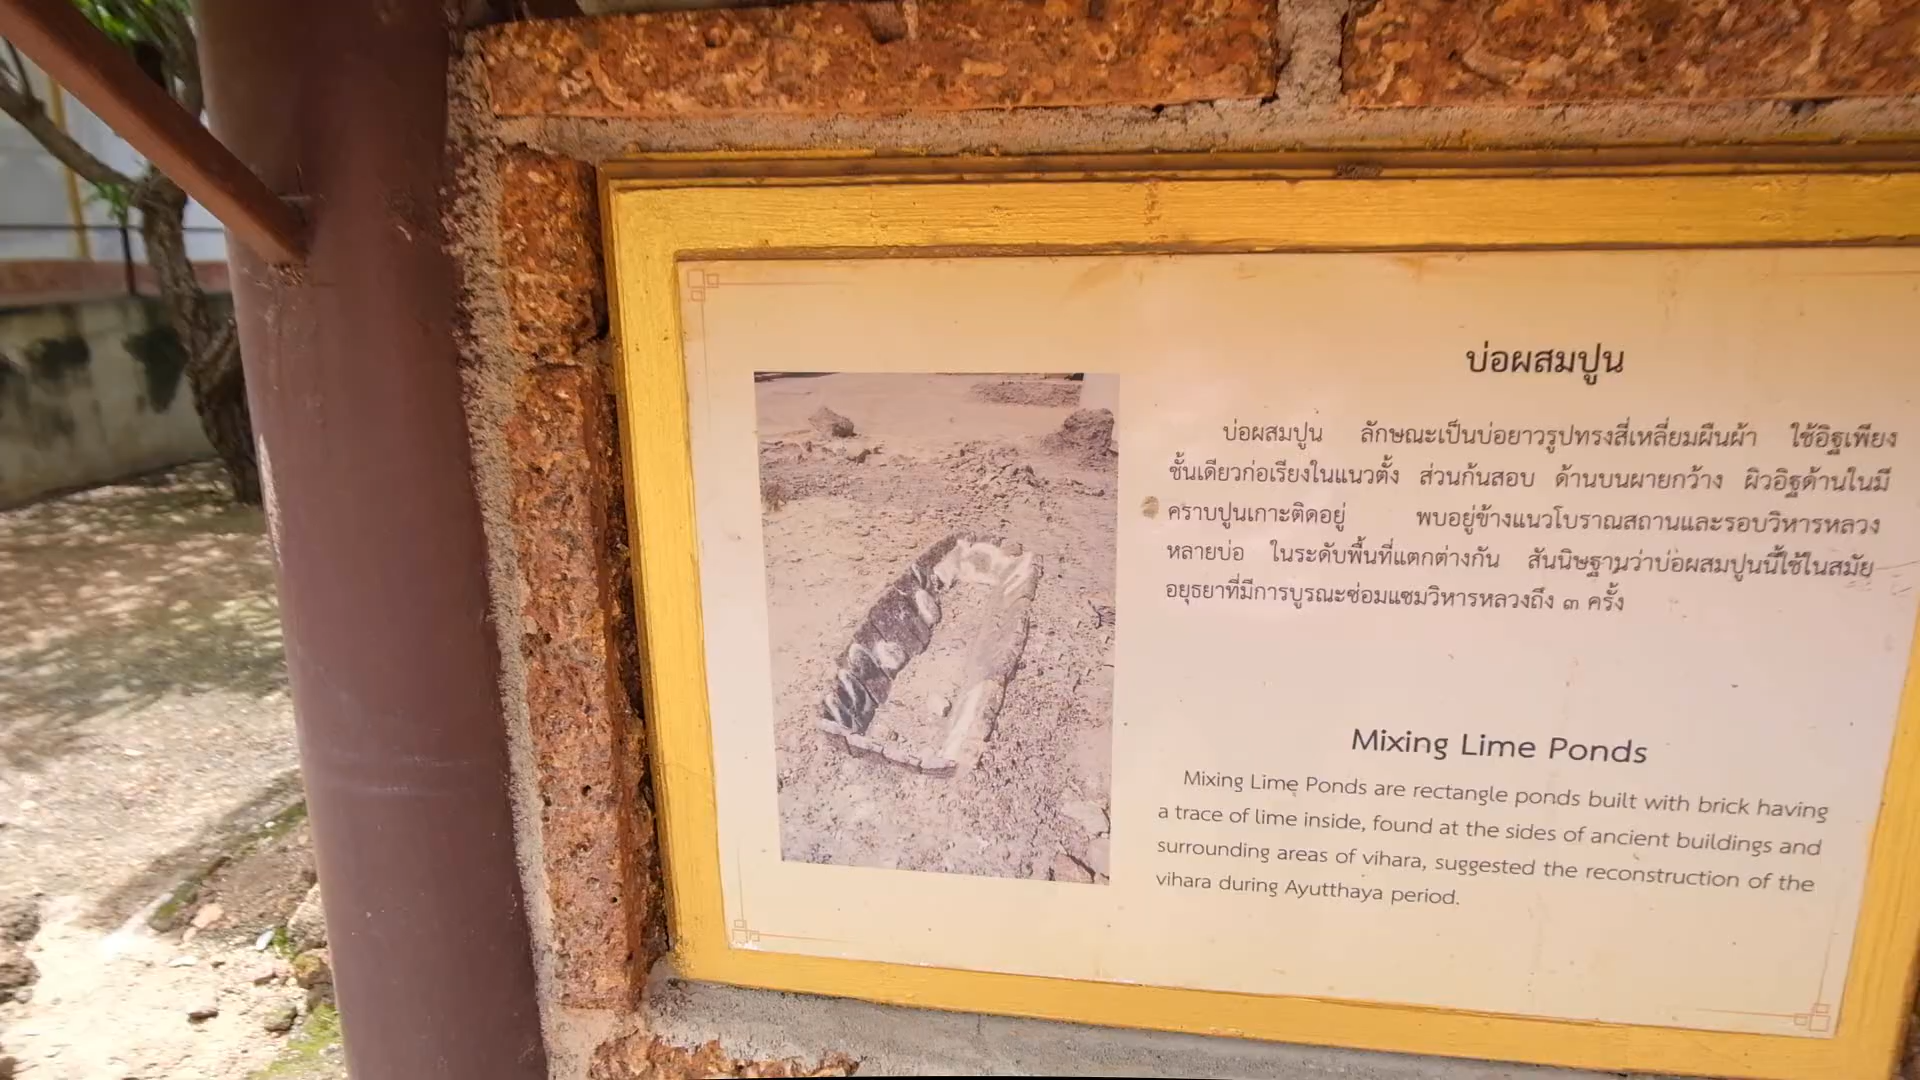 บ่อผสมปูน
บ่อผสมปูน ลักษณะเป็นบ่อยาวรูปทรงสี่เหลี่ยมผืนผ้า ใช้อิฐเพียง
ชั้นเดียวก่อเรียงในแนวตั้ง ส่วนก้นสอบ ด้านบนผายกว้าง ผิวอิฐด้านในมี
คราบปูนเกาะติดอยู่ พบอยู่ข้างแนวโบราณสถานและรอบวิหารหลวง
หลายบ่อ ในระดับพื้นที่แตกต่างกัน สันนิษฐานว่าบ่อผสมปูนนี้ใช้ในสมัย
อยุธยาที่มีการบูรณะซ่อมแซมวิหารหลวงถึง ๓ ครั้ง
Mixing Lime Ponds
Mixing Lime Ponds are rectangle ponds built with brick having
a trace of lime inside, found at the sides of ancient buildings and
surrounding areas of vihara, suggested the reconstruction of the
vihara during Ayutthaya period.